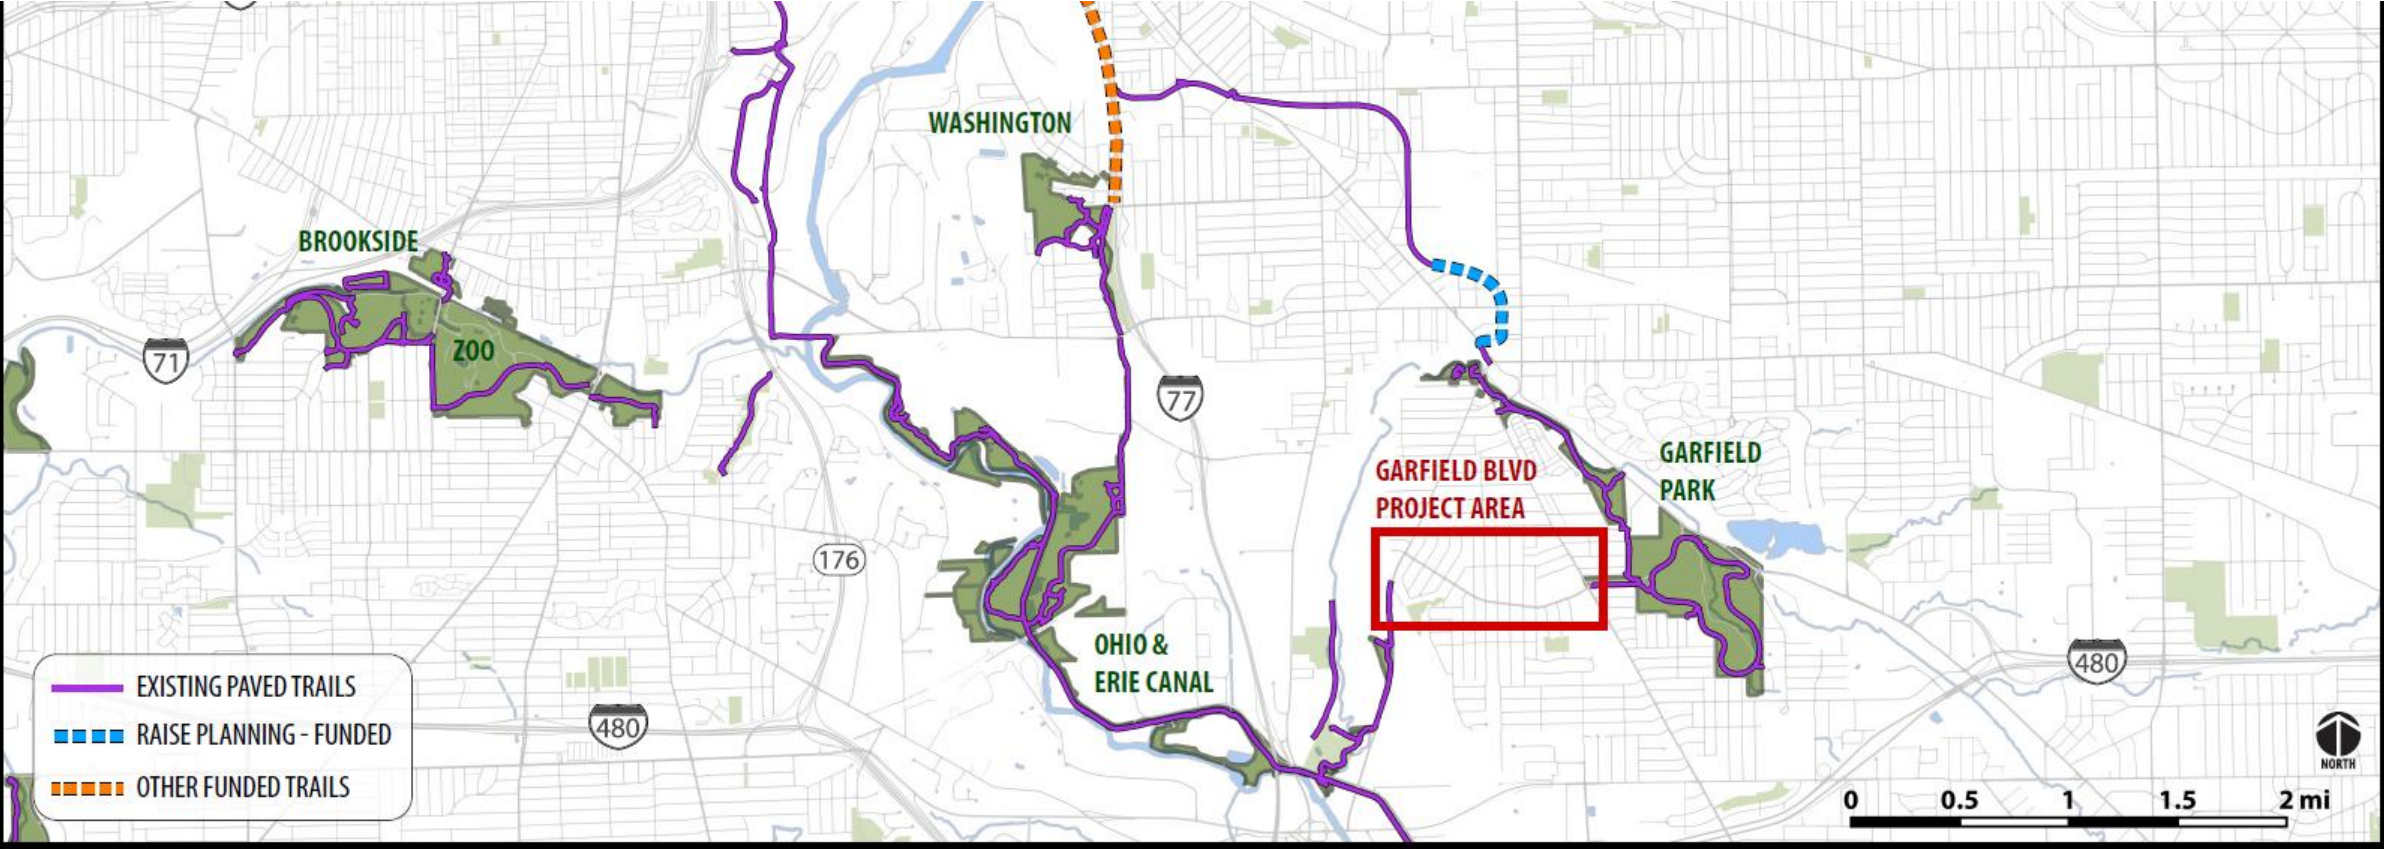 WASHINGTON
BROOKSIDE
ZOO
71
77
GARFIELD BLVD
PROJECT AREA
GARFIELD
PARK
176
OHIO &
ERIE CANAL
480
480
EXISTING PAVED TRAILS
RAISE PLANNING - FUNDED
OTHER FUNDED TRAILS
NORTH
0 0.5 1 1.5 2 mi